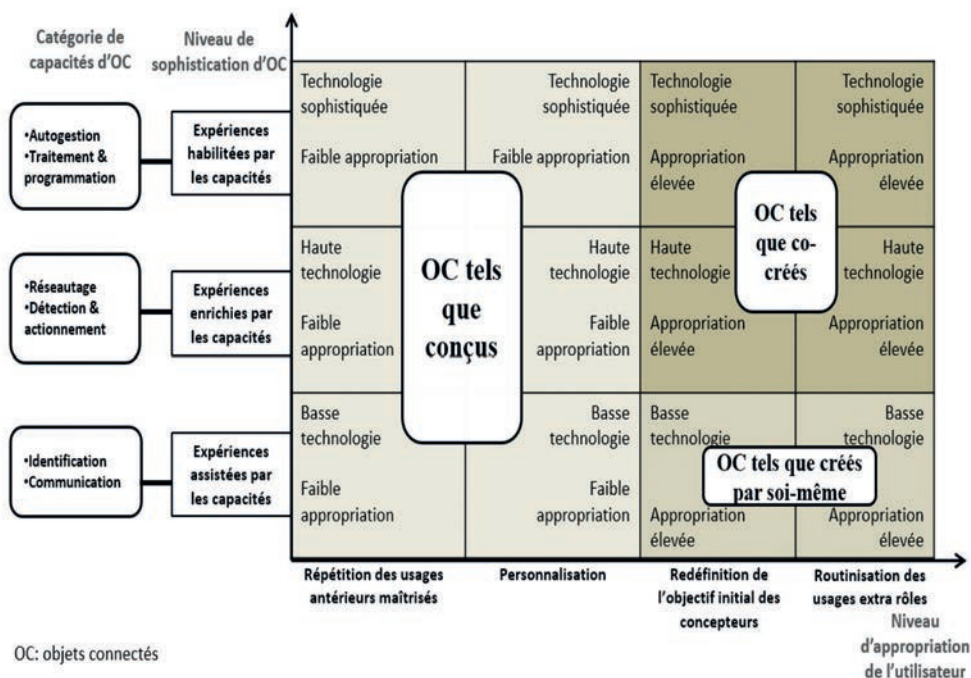 Catégorie de
capacités d'OC
Niveau de
sophistication d'OC
•Autogestion
•Traitement &
programmation
Expériences
habilitées par
les capacités
Technologie
sophistiquée
Faible appropriation
Technologie
sophistiquée
Faible appropriation
Technologie
sophistiquée
Appropriation
élevée
Technologie
sophistiquée
Appropriation
élevée
•Réseautage
•Détection &
actionnement
Expériences
enrichies par
les capacités
Haute
technologie
Faible
appropriation
OC tels
que
conçus
Haute
technologie
Faible
appropriation
Haute
technologie
Appropriation
élevée
OC tels
que co-
créés
Haute
technologie
Appropriation
élevée
•Identification
•Communication
Expériences
assistées par
les capacités
Basse
technologie
Faible
appropriation
Basse
technologie
Faible
appropriation
Basse
technologie
Appropriation
élevée
OC tels que créés
par soi-même
Basse
technologie
Appropriation
élevée
Répétition des usages
antérieurs maîtrisés
Personnalisation
Redéfinition de
l'objectif initial des
concepteurs
Routinisation des
usages extra rôles
Niveau
d'appropriation
de l'utilisateur
OC: objets connectés